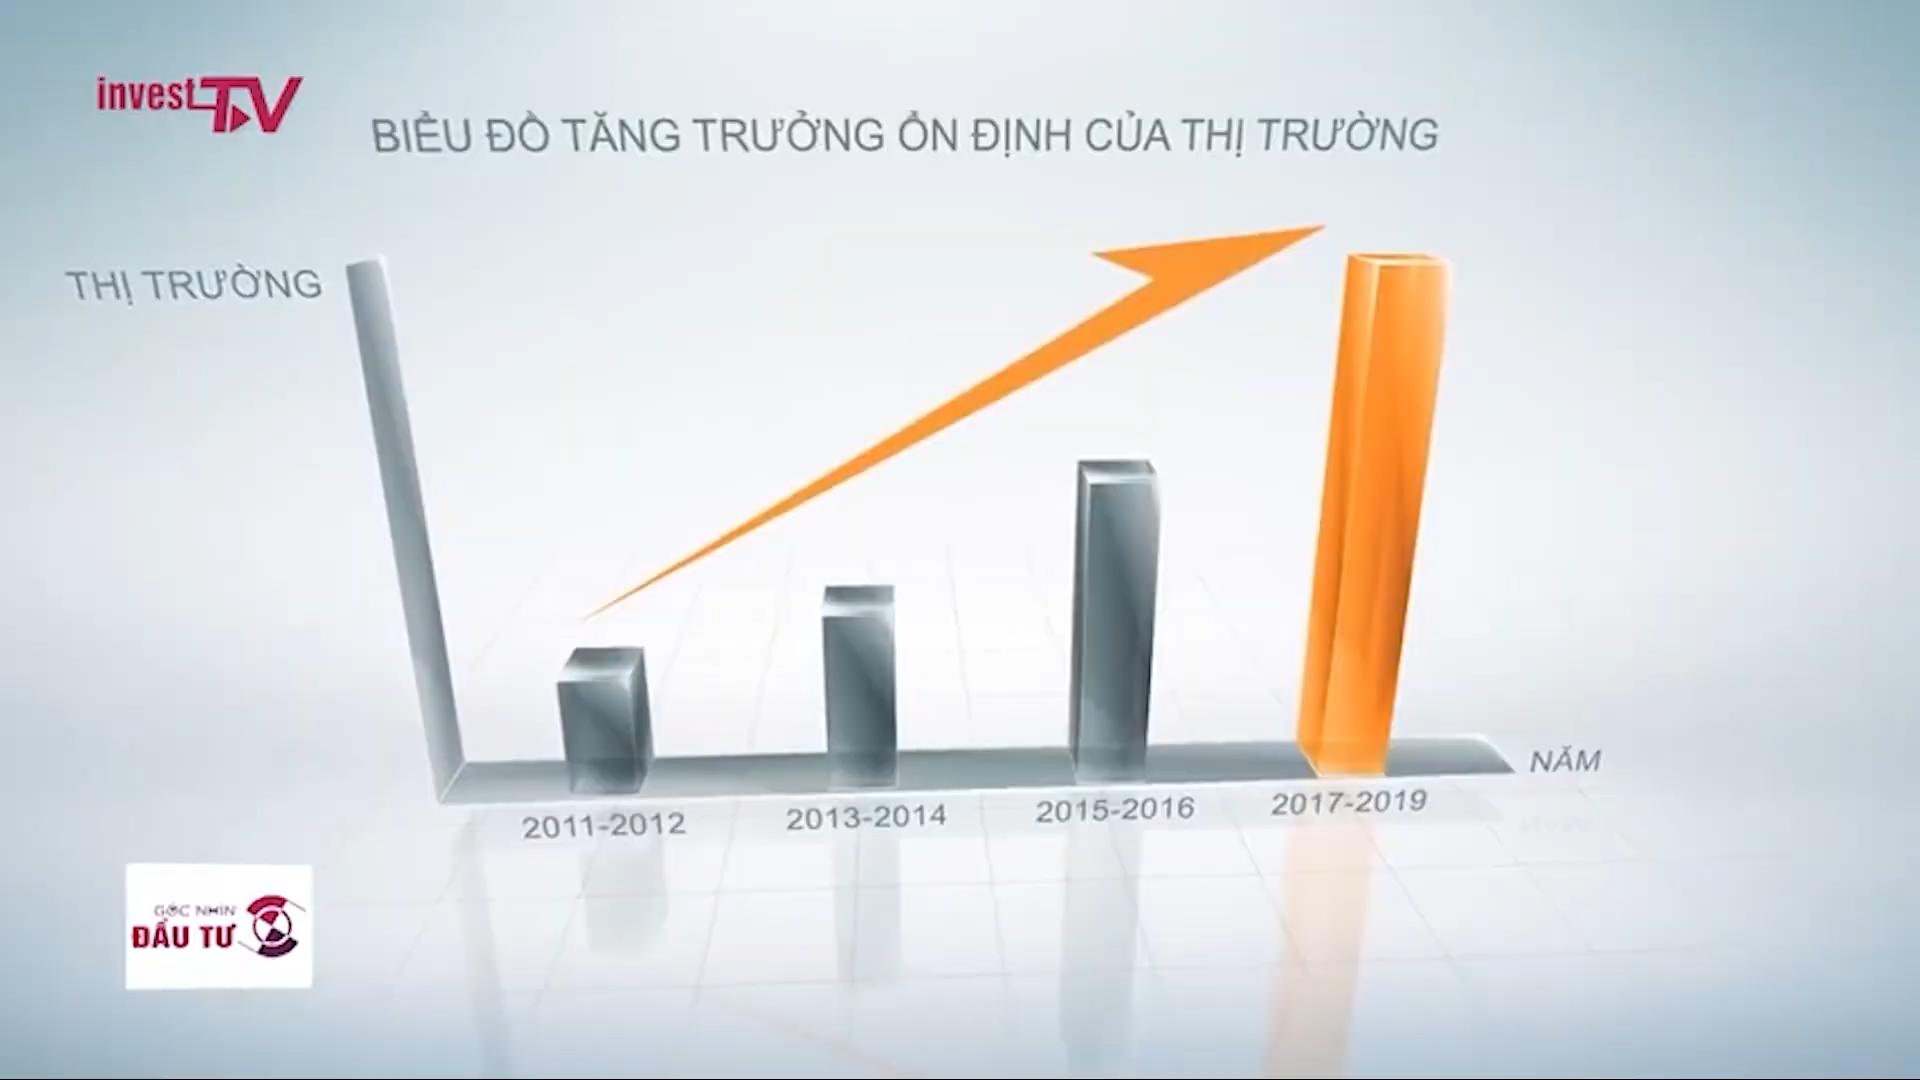 investTV
BIỂU ĐỒ TĂNG TRƯỞNG ỔN ĐỊNH CỦA THỊ TRƯỜNG
THỊ TRƯỜNG
NĂM
2011-2012 2013-2014 2015-2016 2017-2019
GÓC NHÌN
ĐẦU TƯ